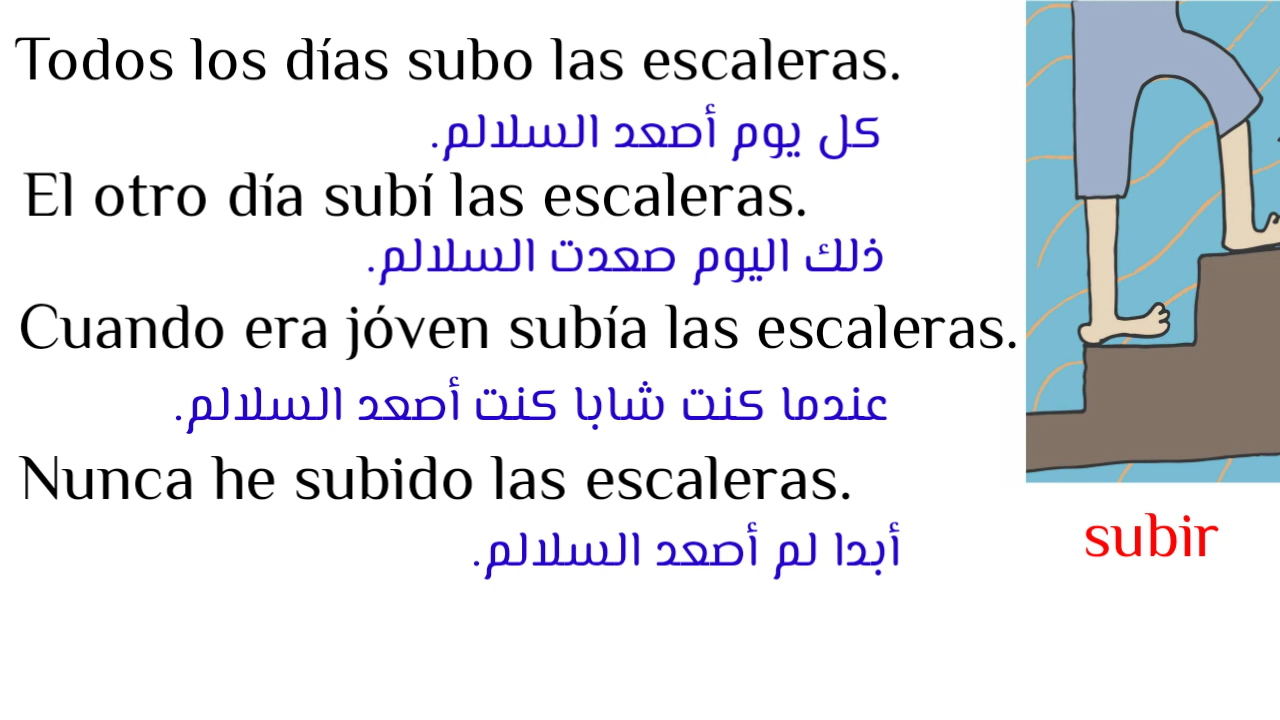 Todos los días subo las escaleras.
كل يوم أصعد السلالم.
El otro día subí las escaleras.
ذلك اليوم صعدت السلالم.
Cuando era jóven subía las escaleras.
عندما كنت شابا كنت أصعد السلالم.
Nunca he subido las escaleras.
subir
أبدا لم أصعد السلالم.